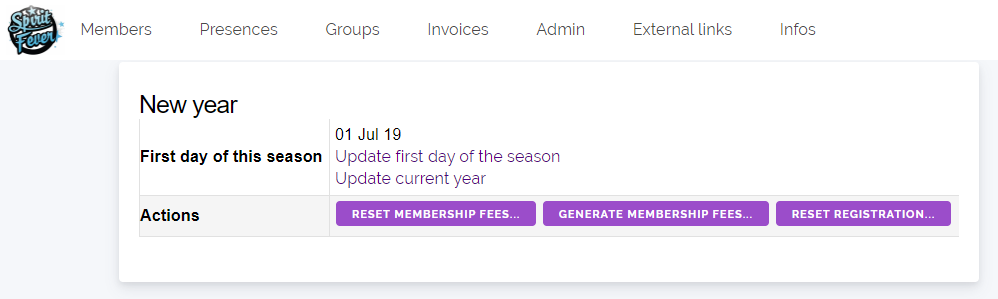 Spirit
Fever
Members Presences Groups Invoices Admin External links Infos
New year
First day of this season
01 Jul 19
Update first day of the season
Update current year
Actions
RESET MEMBERSHIP FEES... GENERATE MEMBERSHIP FEES... RESET REGISTRATION...